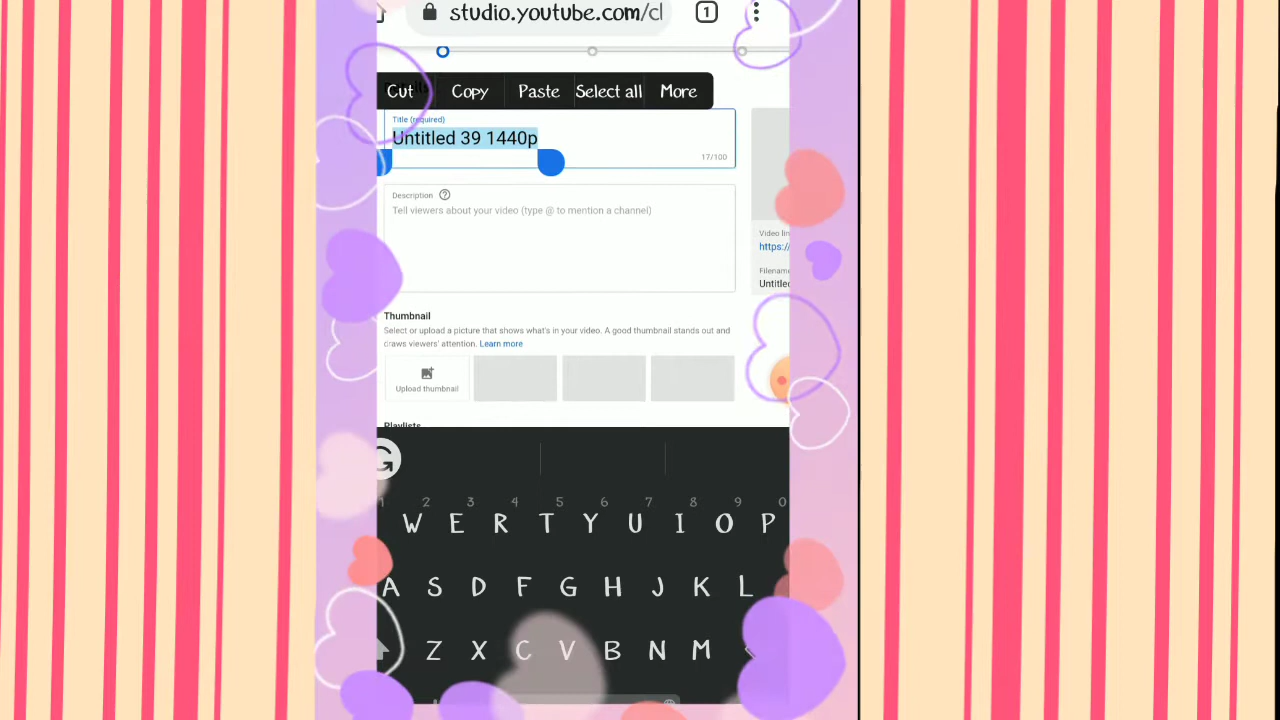 studio.youtube.com/cl 1
Cut Copy Paste Select all More
Title (required)
Untitled 39 1440p
17/100
Description
Tell viewers about your video (type @ to mention a channel)
Video lin
https:/
Filename
Untitled
Thumbnail
Select or upload a picture that shows what's in your video. A good thumbnail stands out and
draws viewers' attention. Learn more
Upload thumbnail
Playlists
1 2 3 4 5 6 7 8 9 0
W E R T Y U I O P
A S D F G H J K L
Z X C V B N M